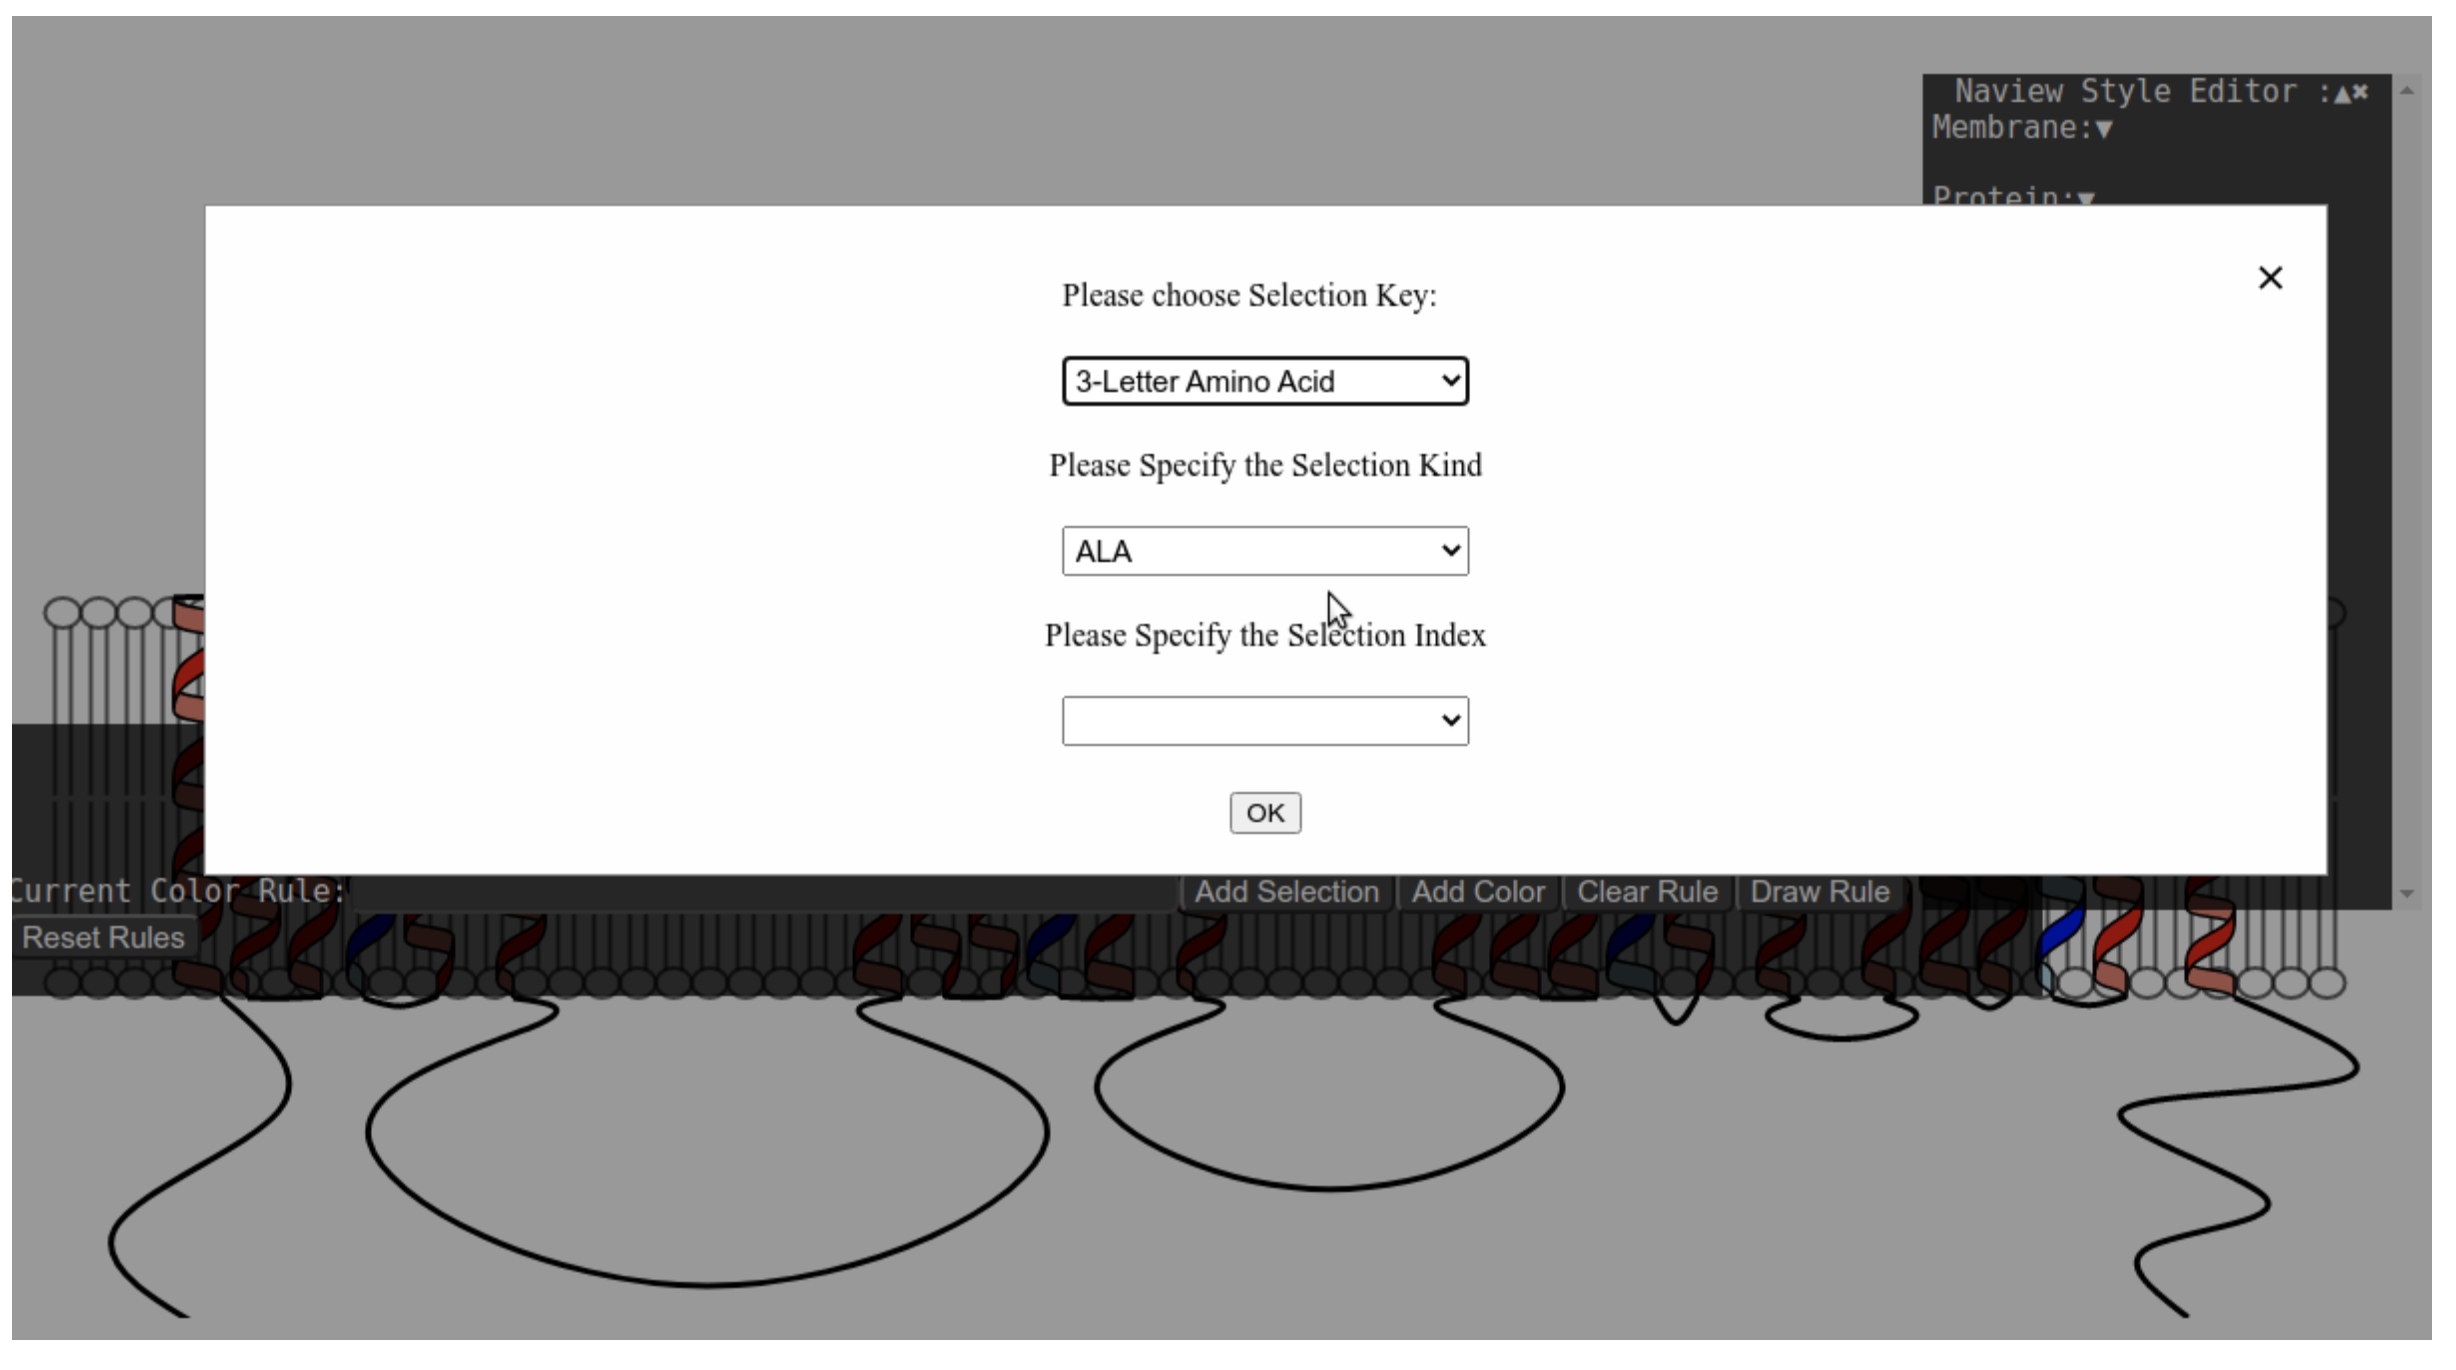 Naview Style Editor :▲✖
Membrane:▼
Protein:▼
Please choose Selection Key:
3-Letter Amino Acid
Please Specify the Selection Kind
ALA
Please Specify the Selection Index
OK
Current Color Rule: Add Selection Add Color Clear Rule Draw Rule
Reset Rules